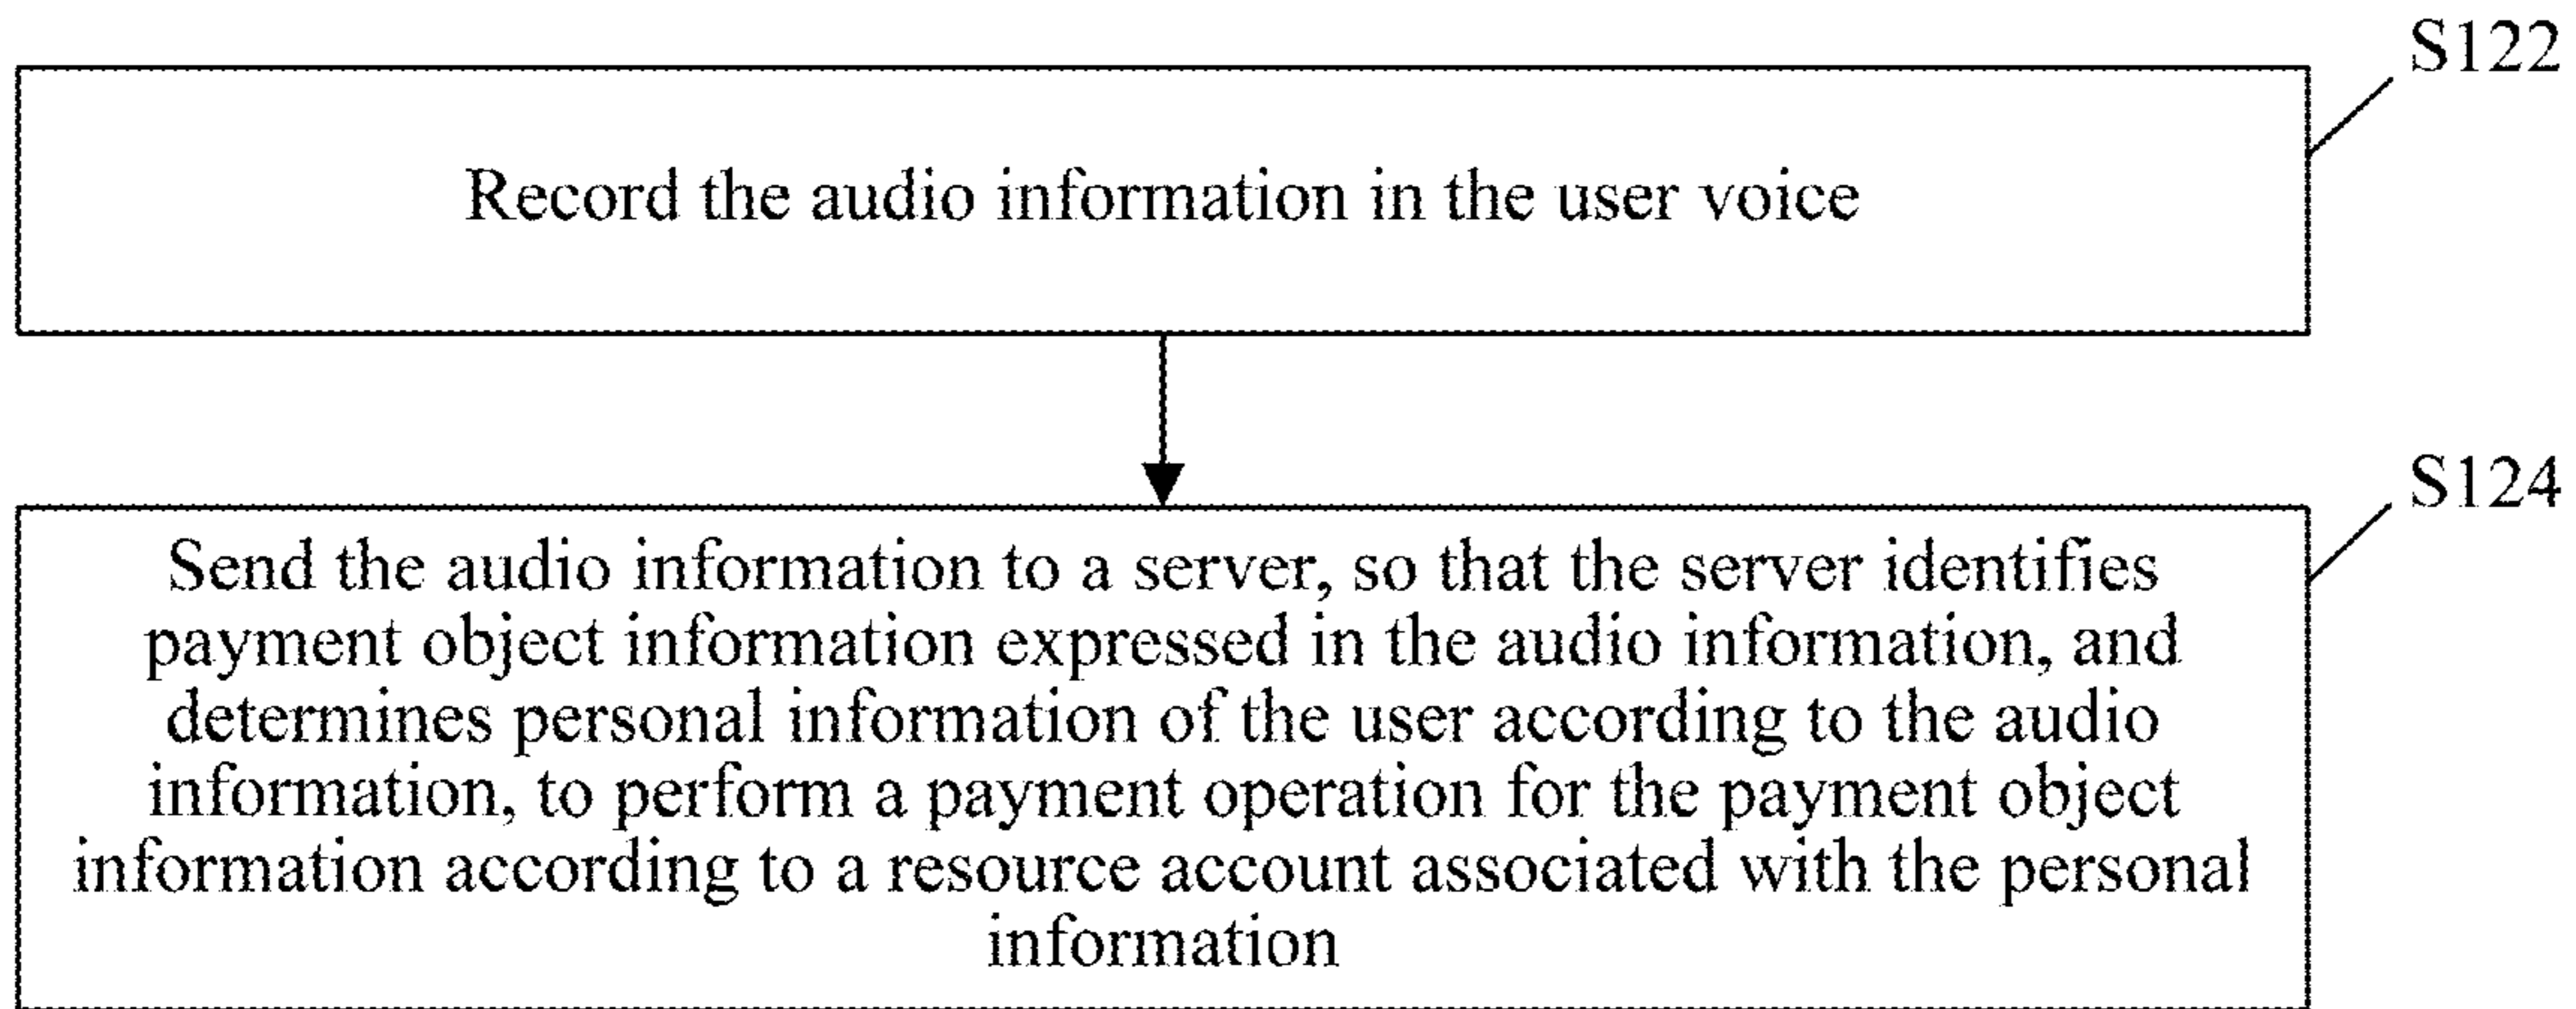 S122
Record the audio information in the user voice
S124
Send the audio information to a server, so that the server identifies
payment object information expressed in the audio information, and
determines personal information of the user according to the audio
information, to perform a payment operation for the payment object
information according to a resource account associated with the personal
information